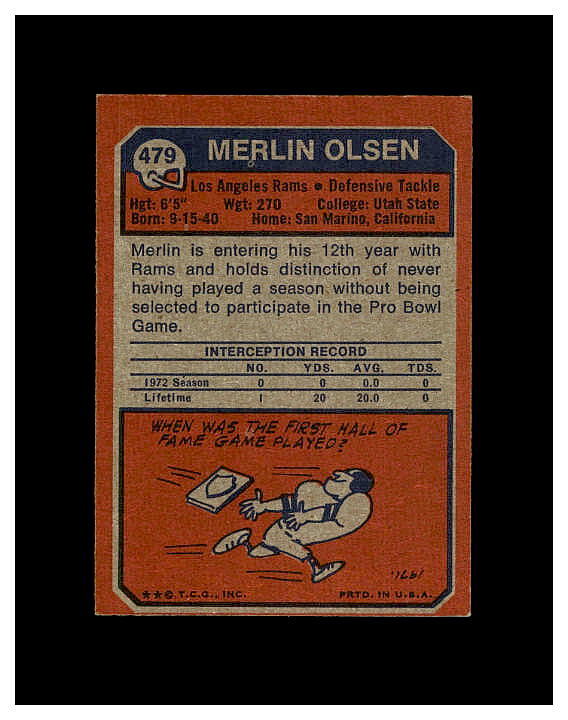 479
MERLIN OLSEN
Los Angeles Rams • Defensive Tackle
Hgt: 6'5" Wgt: 270 College: Utah State
Born: 9-15-40 Home: San Marino, California
Merlin is entering his 12th year with
Rams and holds distinction of never
having played a season without being
selected to participate in the Pro Bowl
Game.
INTERCEPTION RECORD
NO. YDS. AVG. TDS.
1972 Season 0 0 0.0 0
Lifetime 1 20 20.0 0
WHEN WAS THE FIRST HALL OF
FAME GAME PLAYED?
1971.
★★© T.C.G., INC. PRTD. IN U.S.A.